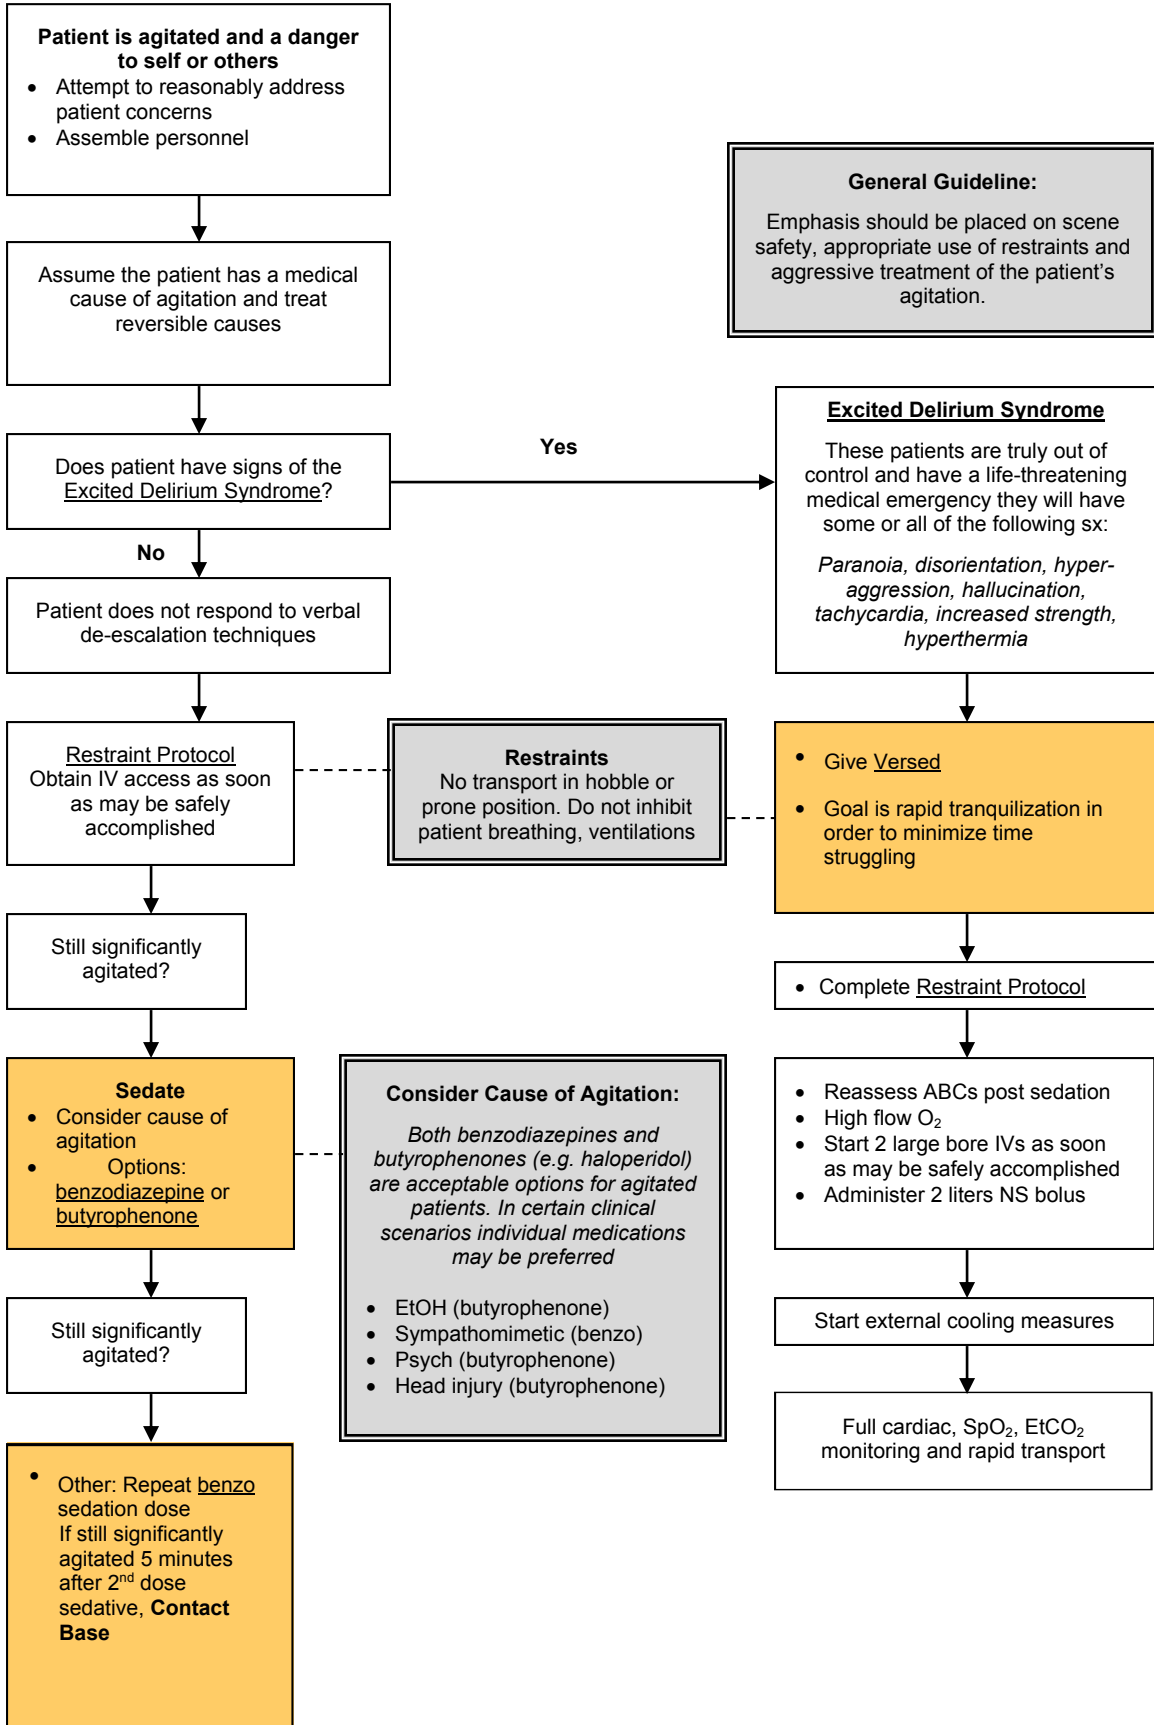 Patient is agitated and a danger
to self or others
• Attempt to reasonably address
patient concerns
• Assemble personnel
General Guideline:
Emphasis should be placed on scene
safety, appropriate use of restraints and
aggressive treatment of the patient’s
agitation.
Assume the patient has a medical
cause of agitation and treat
reversible causes
Does patient have signs of the
Excited Delirium Syndrome?
Yes
Excited Delirium Syndrome
These patients are truly out of
control and have a life-threatening
medical emergency they will have
some or all of the following sx:
Paranoia, disorientation, hyper-
aggression, hallucination,
tachycardia, increased strength,
hyperthermia
No
Patient does not respond to verbal
de-escalation techniques
Restraint Protocol
Obtain IV access as soon
as may be safely
accomplished
Restraints
No transport in hobble or
prone position. Do not inhibit
patient breathing, ventilations
• Give Versed
• Goal is rapid tranquilization in
order to minimize time
struggling
Still significantly
agitated?
• Complete Restraint Protocol
Sedate
• Consider cause of
agitation
• Options:
benzodiazepine or
butyrophenone
Consider Cause of Agitation:
Both benzodiazepines and
butyrophenones (e.g. haloperidol)
are acceptable options for agitated
patients. In certain clinical
scenarios individual medications
may be preferred
• EtOH (butyrophenone)
• Sympathomimetic (benzo)
• Psych (butyrophenone)
• Head injury (butyrophenone)
• Reassess ABCs post sedation
• High flow O₂
• Start 2 large bore IVs as soon
as may be safely accomplished
• Administer 2 liters NS bolus
Still significantly
agitated?
Start external cooling measures
Full cardiac, SpO₂, EtCO₂
monitoring and rapid transport
• Other: Repeat benzo
sedation dose
If still significantly
agitated 5 minutes
after 2nd dose
sedative, Contact
Base